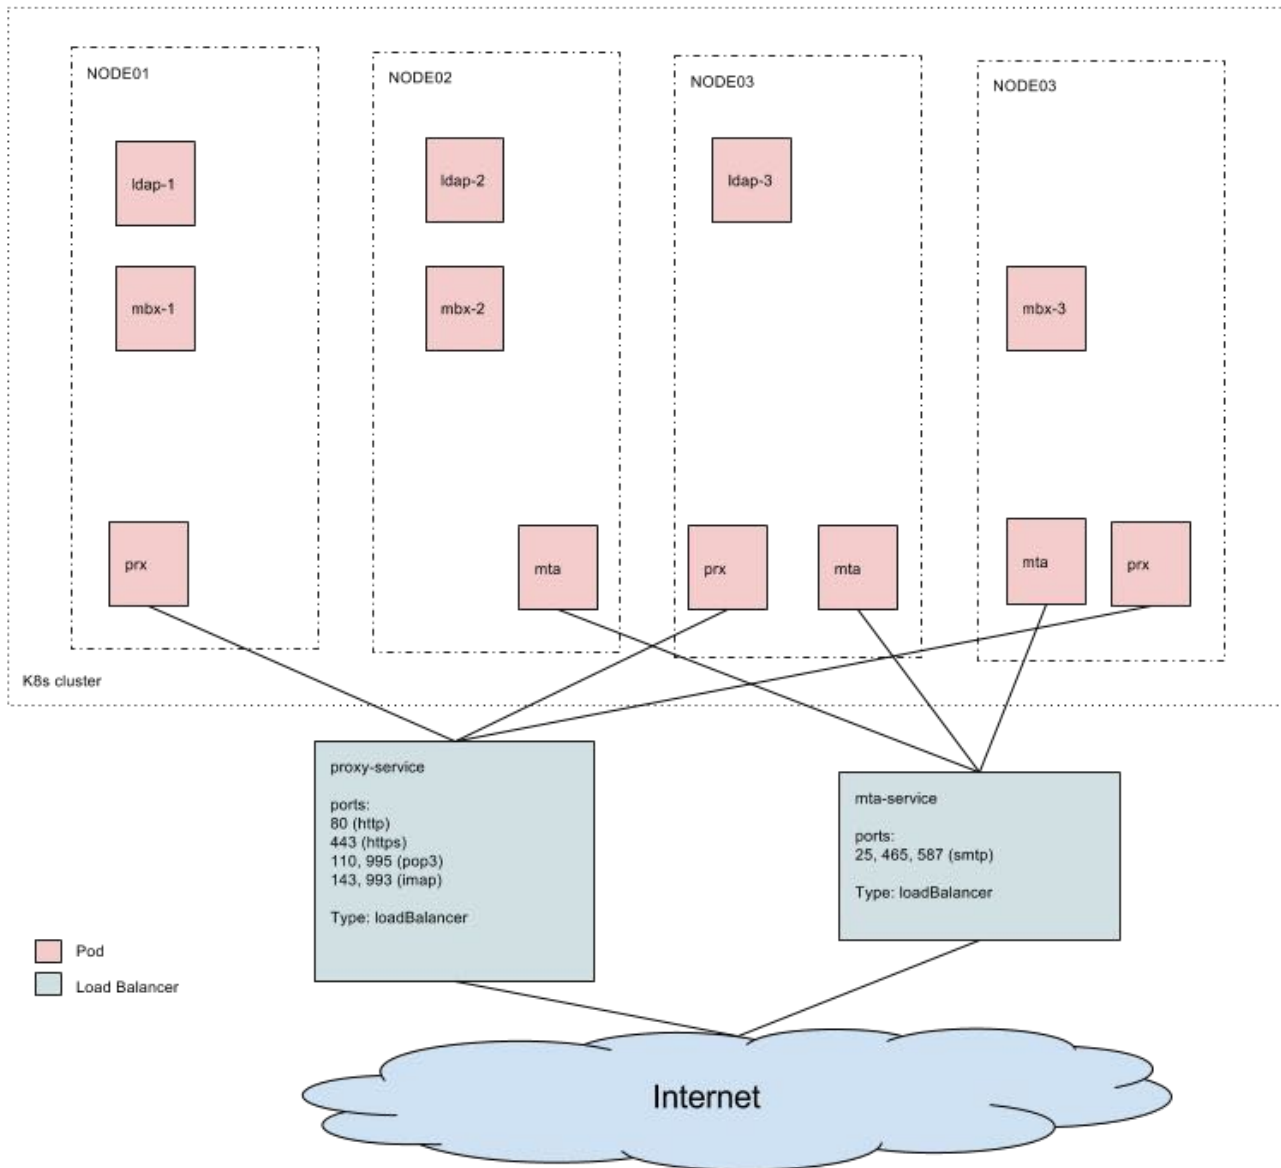 NODE01
NODE02
NODE03
NODE03
ldap-1
ldap-2
ldap-3
mbx-1
mbx-2
mbx-3
prx
mta
prx
mta
mta
prx
K8s cluster
proxy-service
ports:
80 (http)
443 (https)
110, 995 (pop3)
143, 993 (imap)
Type: loadBalancer
mta-service
ports:
25, 465, 587 (smtp)
Type: loadBalancer
Pod
Load Balancer
Internet